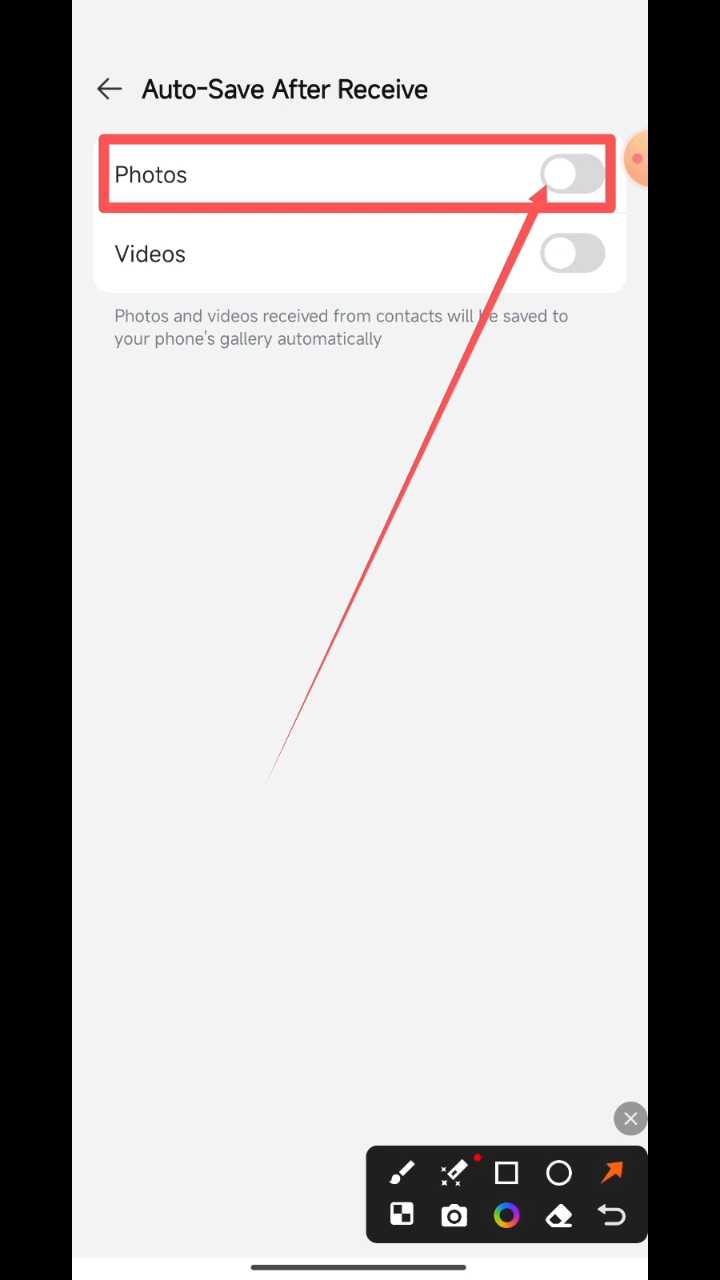 Auto-Save After Receive
Photos
Videos
Photos and videos received from contacts will be saved to
your phone's gallery automatically